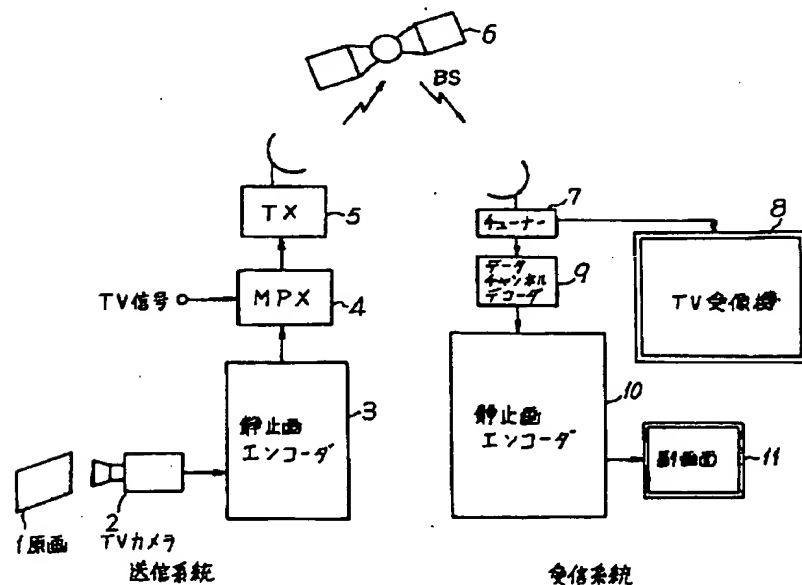 6
BS
TX
5
TV信号
MPX
4
静止画
エンコーダ
3
1原画
2
TVカメラ
送信系統
7
チューナー
8
データ
チャンネル
デコーダ
9
TV受像機
静止画
エンコーダ
10
副画面
11
受信系統